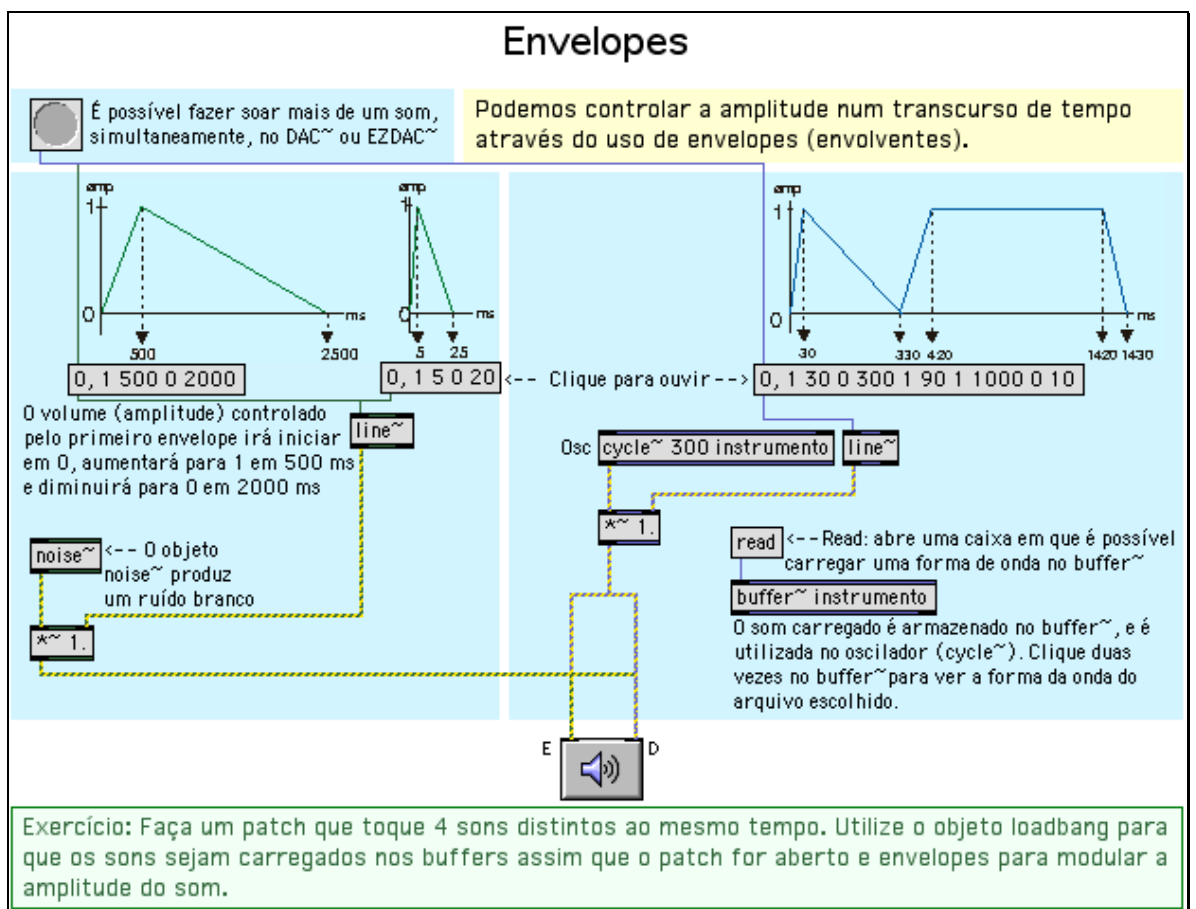 Envelopes
É possível fazer soar mais de um som,
simultaneamente, no DAC~ ou EZDAC~
Podemos controlar a amplitude num transcurso de tempo
através do uso de envelopes (envolventes).
amp
1
0
ms
500
2500
amp
1
0
ms
5
25
amp
1
0
ms
30
330
420
1420
1430
0, 1 500 0 2000
0, 1 5 0 20
<-- Clique para ouvir -->
0, 1 30 0 300 1 90 1 1000 0 10
O volume (amplitude) controlado
pelo primeiro envelope irá iniciar
em 0, aumentará para 1 em 500 ms
e diminuirá para 0 em 2000 ms
line~
Osc
cycle~ 300 instrumento
line~
*~ 1.
noise~
<-- O objeto
noise~ produz
um ruído branco
*~ 1.
read
<--Read: abre uma caixa em que é possível
carregar uma forma de onda no buffer~
buffer~ instrumento
O som carregado é armazenado no buffer~, e é
utilizada no oscilador (cycle~). Clique duas
vezes no buffer~ para ver a forma da onda do
arquivo escolhido.
E
D
Exercício: Faça um patch que toque 4 sons distintos ao mesmo tempo. Utilize o objeto loadbang para
que os sons sejam carregados nos buffers assim que o patch for aberto e envelopes para modular a
amplitude do som.